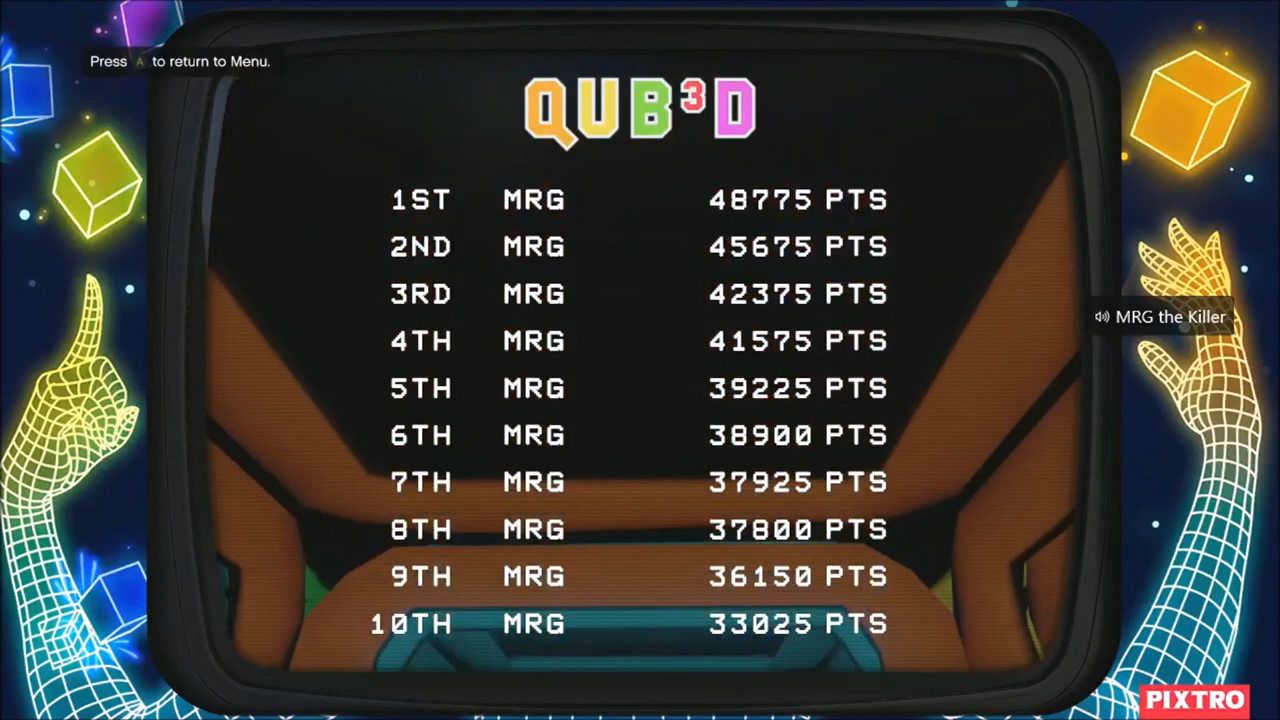 Press A to return to Menu.
QUB³D
1ST MRG 48775 PTS
2ND MRG 45675 PTS
3RD MRG 42375 PTS
4TH MRG 41575 PTS
5TH MRG 39225 PTS
6TH MRG 38900 PTS
7TH MRG 37925 PTS
8TH MRG 37800 PTS
9TH MRG 36150 PTS
10TH MRG 33025 PTS
MRG the Killer
PIXTRO